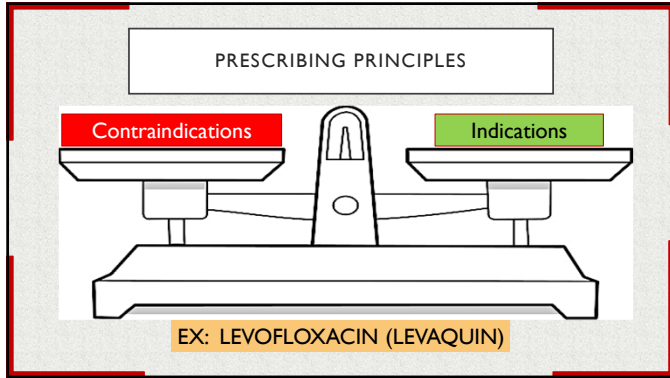 PRESCRIBING PRINCIPLES
Contraindications
Indications
EX: LEVOFLOXACIN (LEVAQUIN)